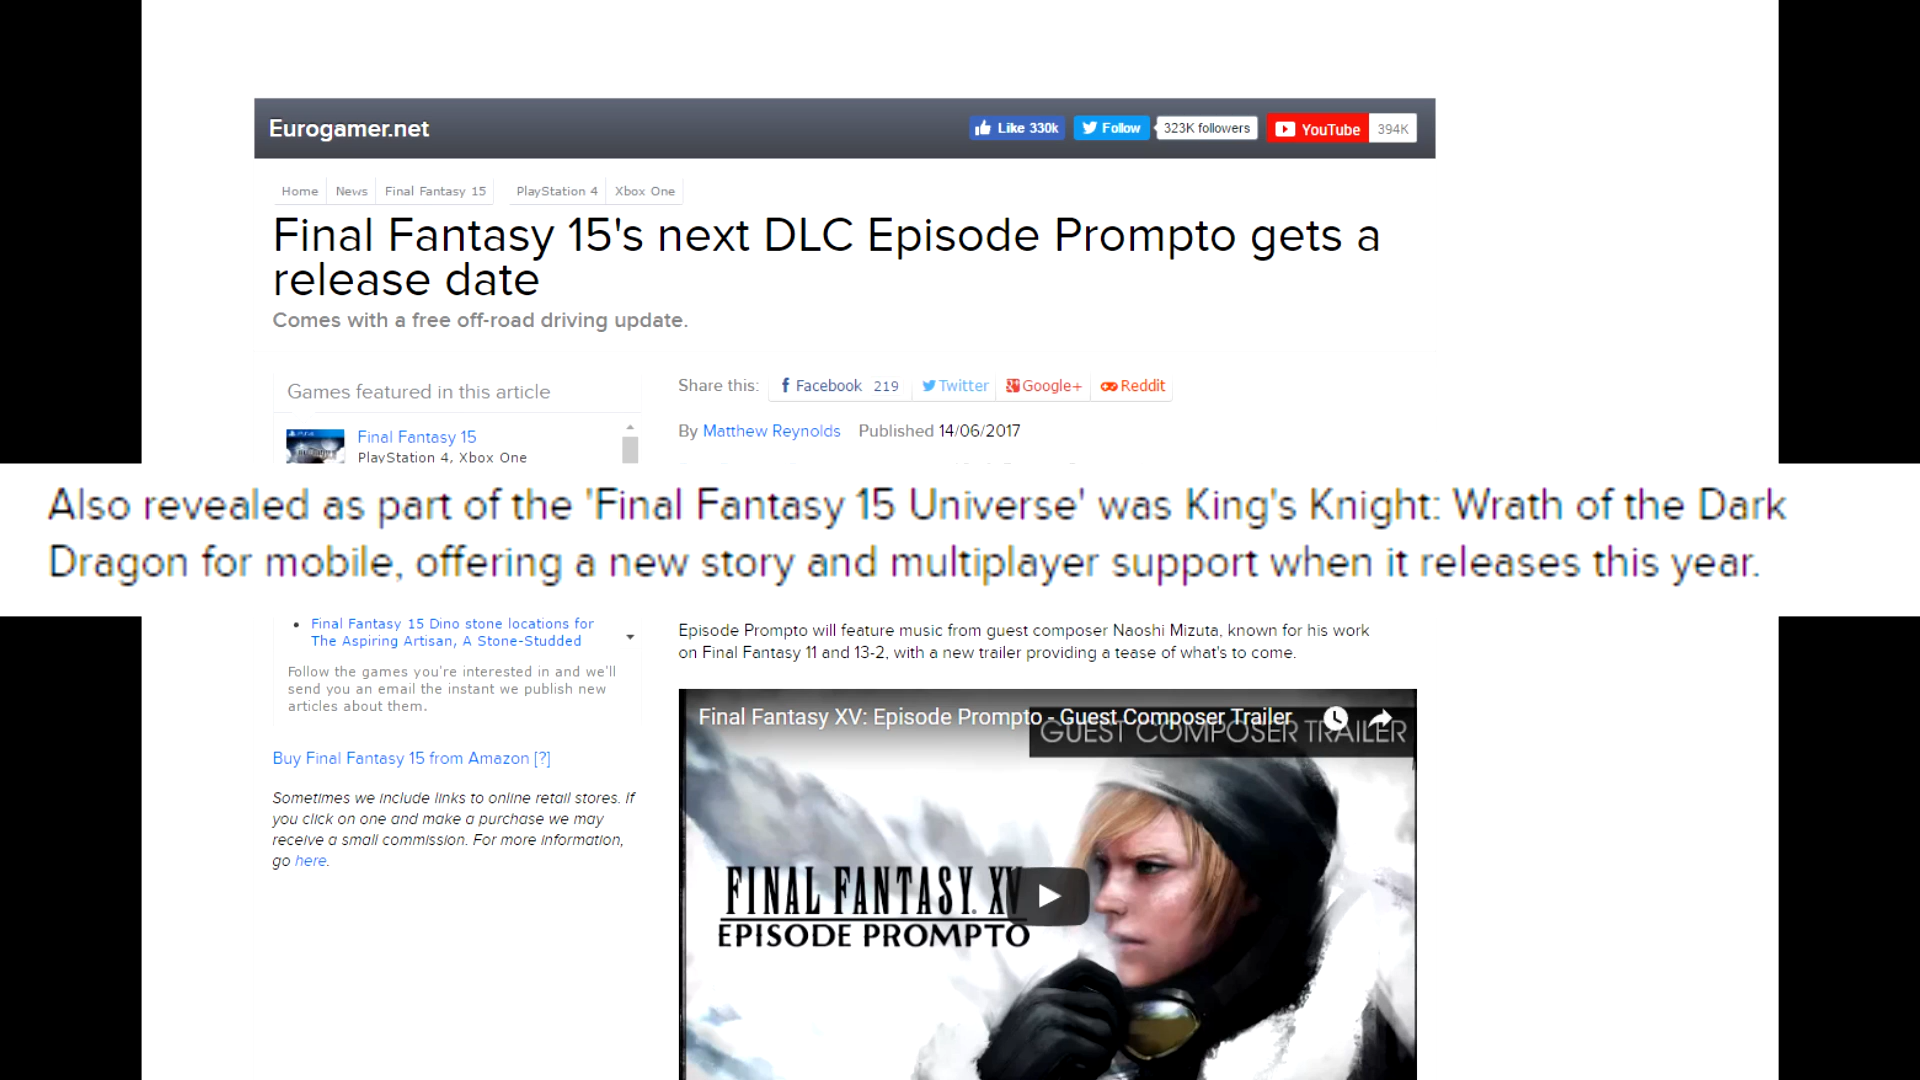 Eurogamer.net
Like 330k
Follow
323K followers
YouTube
394K
Home
News
Final Fantasy 15
PlayStation 4
Xbox One
Final Fantasy 15's next DLC Episode Prompto gets a
release date
Comes with a free off-road driving update.
Games featured in this article
Final Fantasy 15
PlayStation 4, Xbox One
Share this:
Facebook 219
Twitter
Google+
Reddit
By Matthew Reynolds Published 14/06/2017
Also revealed as part of the 'Final Fantasy 15 Universe' was King's Knight: Wrath of the Dark
Dragon for mobile, offering a new story and multiplayer support when it releases this year.
• Final Fantasy 15 Dino stone locations for
The Aspiring Artisan, A Stone-Studded
Follow the games you're interested in and we'll
send you an email the instant we publish new
articles about them.
Buy Final Fantasy 15 from Amazon [?]
Sometimes we include links to online retail stores. If
you click on one and make a purchase we may
receive a small commission. For more information,
go here.
Episode Prompto will feature music from guest composer Naoshi Mizuta, known for his work
on Final Fantasy 11 and 13-2, with a new trailer providing a tease of what's to come.
Final Fantasy XV: Episode Prompto - Guest Composer Trailer
GUEST COMPOSER TRAILER
FINAL FANTASY XV
EPISODE PROMPTO